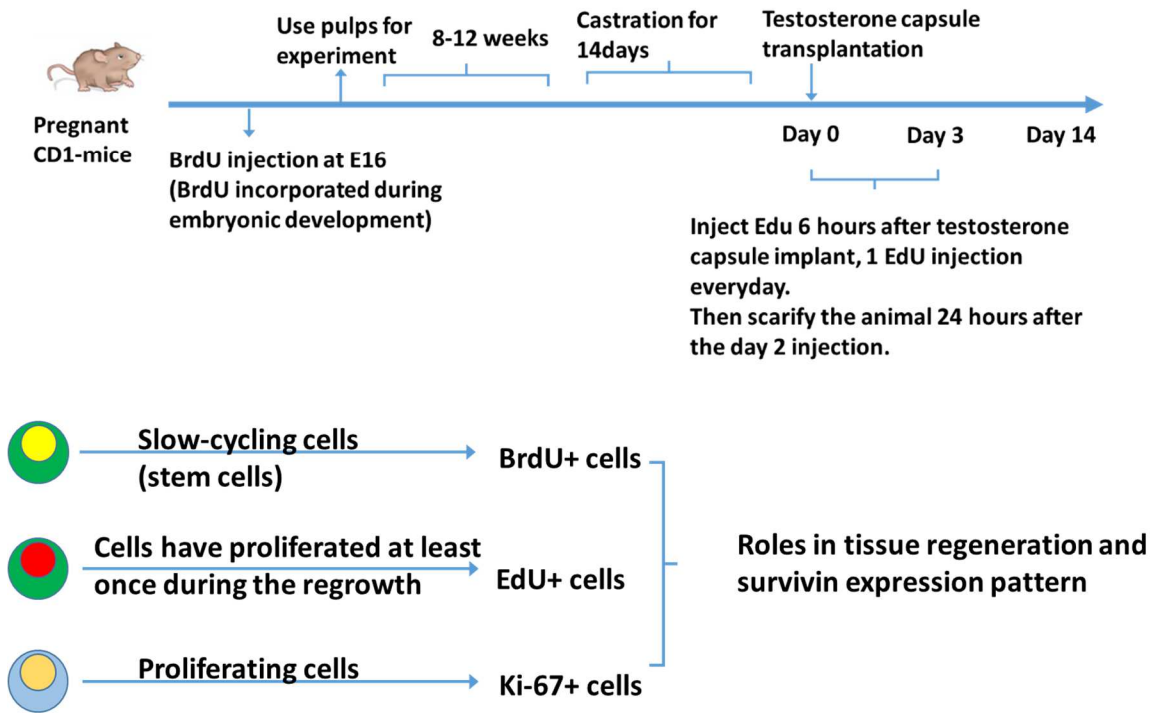 Use pulps for
experiment
8-12 weeks
Castration for
14days
Testosterone capsule
transplantation
Pregnant
CD1-mice
BrdU injection at E16
(BrdU incorporated during
embryonic development)
Day 0
Day 3
Day 14
Inject Edu 6 hours after testosterone
capsule implant, 1 EdU injection
everyday.
Then scarify the animal 24 hours after
the day 2 injection.
Slow-cycling cells
(stem cells)
BrdU+ cells
Cells have proliferated at least
once during the regrowth
EdU+ cells
Proliferating cells
Ki-67+ cells
Roles in tissue regeneration and
survivin expression pattern